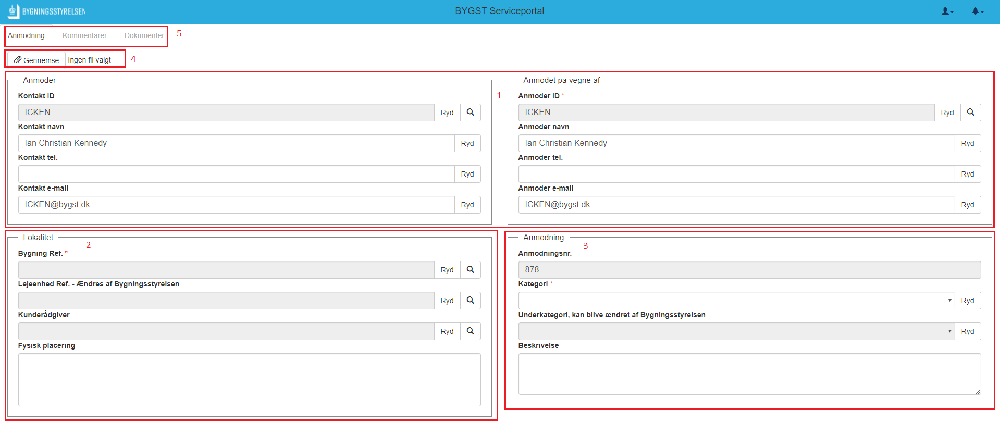 BYGNINGSSTYRELSEN
BYGST Serviceportal
Anmodning Kommentarer Dokumenter 5
Gennemse Ingen fil valgt 4
Anmoder
Kontakt ID
ICKEN Ryd
Kontakt navn
Ian Christian Kennedy Ryd
Kontakt tel.
Ryd
Kontakt e-mail
ICKEN@bygst.dk Ryd
1
Anmodet på vegne af
Anmoder ID *
ICKEN Ryd
Anmoder navn
Ian Christian Kennedy Ryd
Anmoder tel.
Ryd
Anmoder e-mail
ICKEN@bygst.dk Ryd
Lokalitet
2
Bygning Ref. *
Ryd
Lejeenhed Ref. - Ændres af Bygningsstyrelsen
Ryd
Kunderådgiver
Ryd
Fysisk placering
Anmodning
3
Anmodningsnr.
878
Kategori *
Ryd
Underkategori, kan blive ændret af Bygningsstyrelsen
Ryd
Beskrivelse